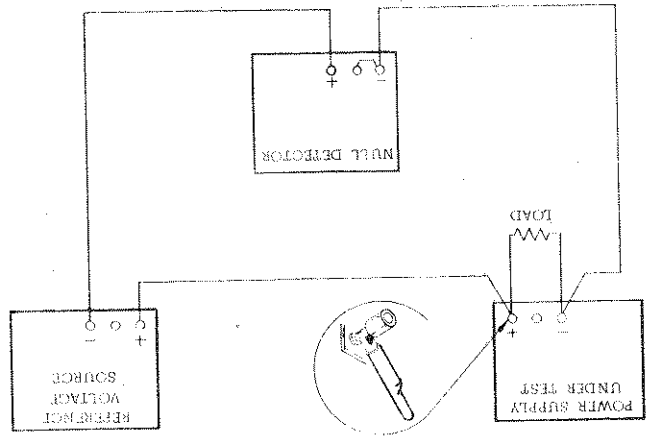 POWER SUPPLY
UNDER TEST
− +
REFERENCE
VOLTAGE
SOURCE
+ −
LOAD
NULL DETECTOR
− +